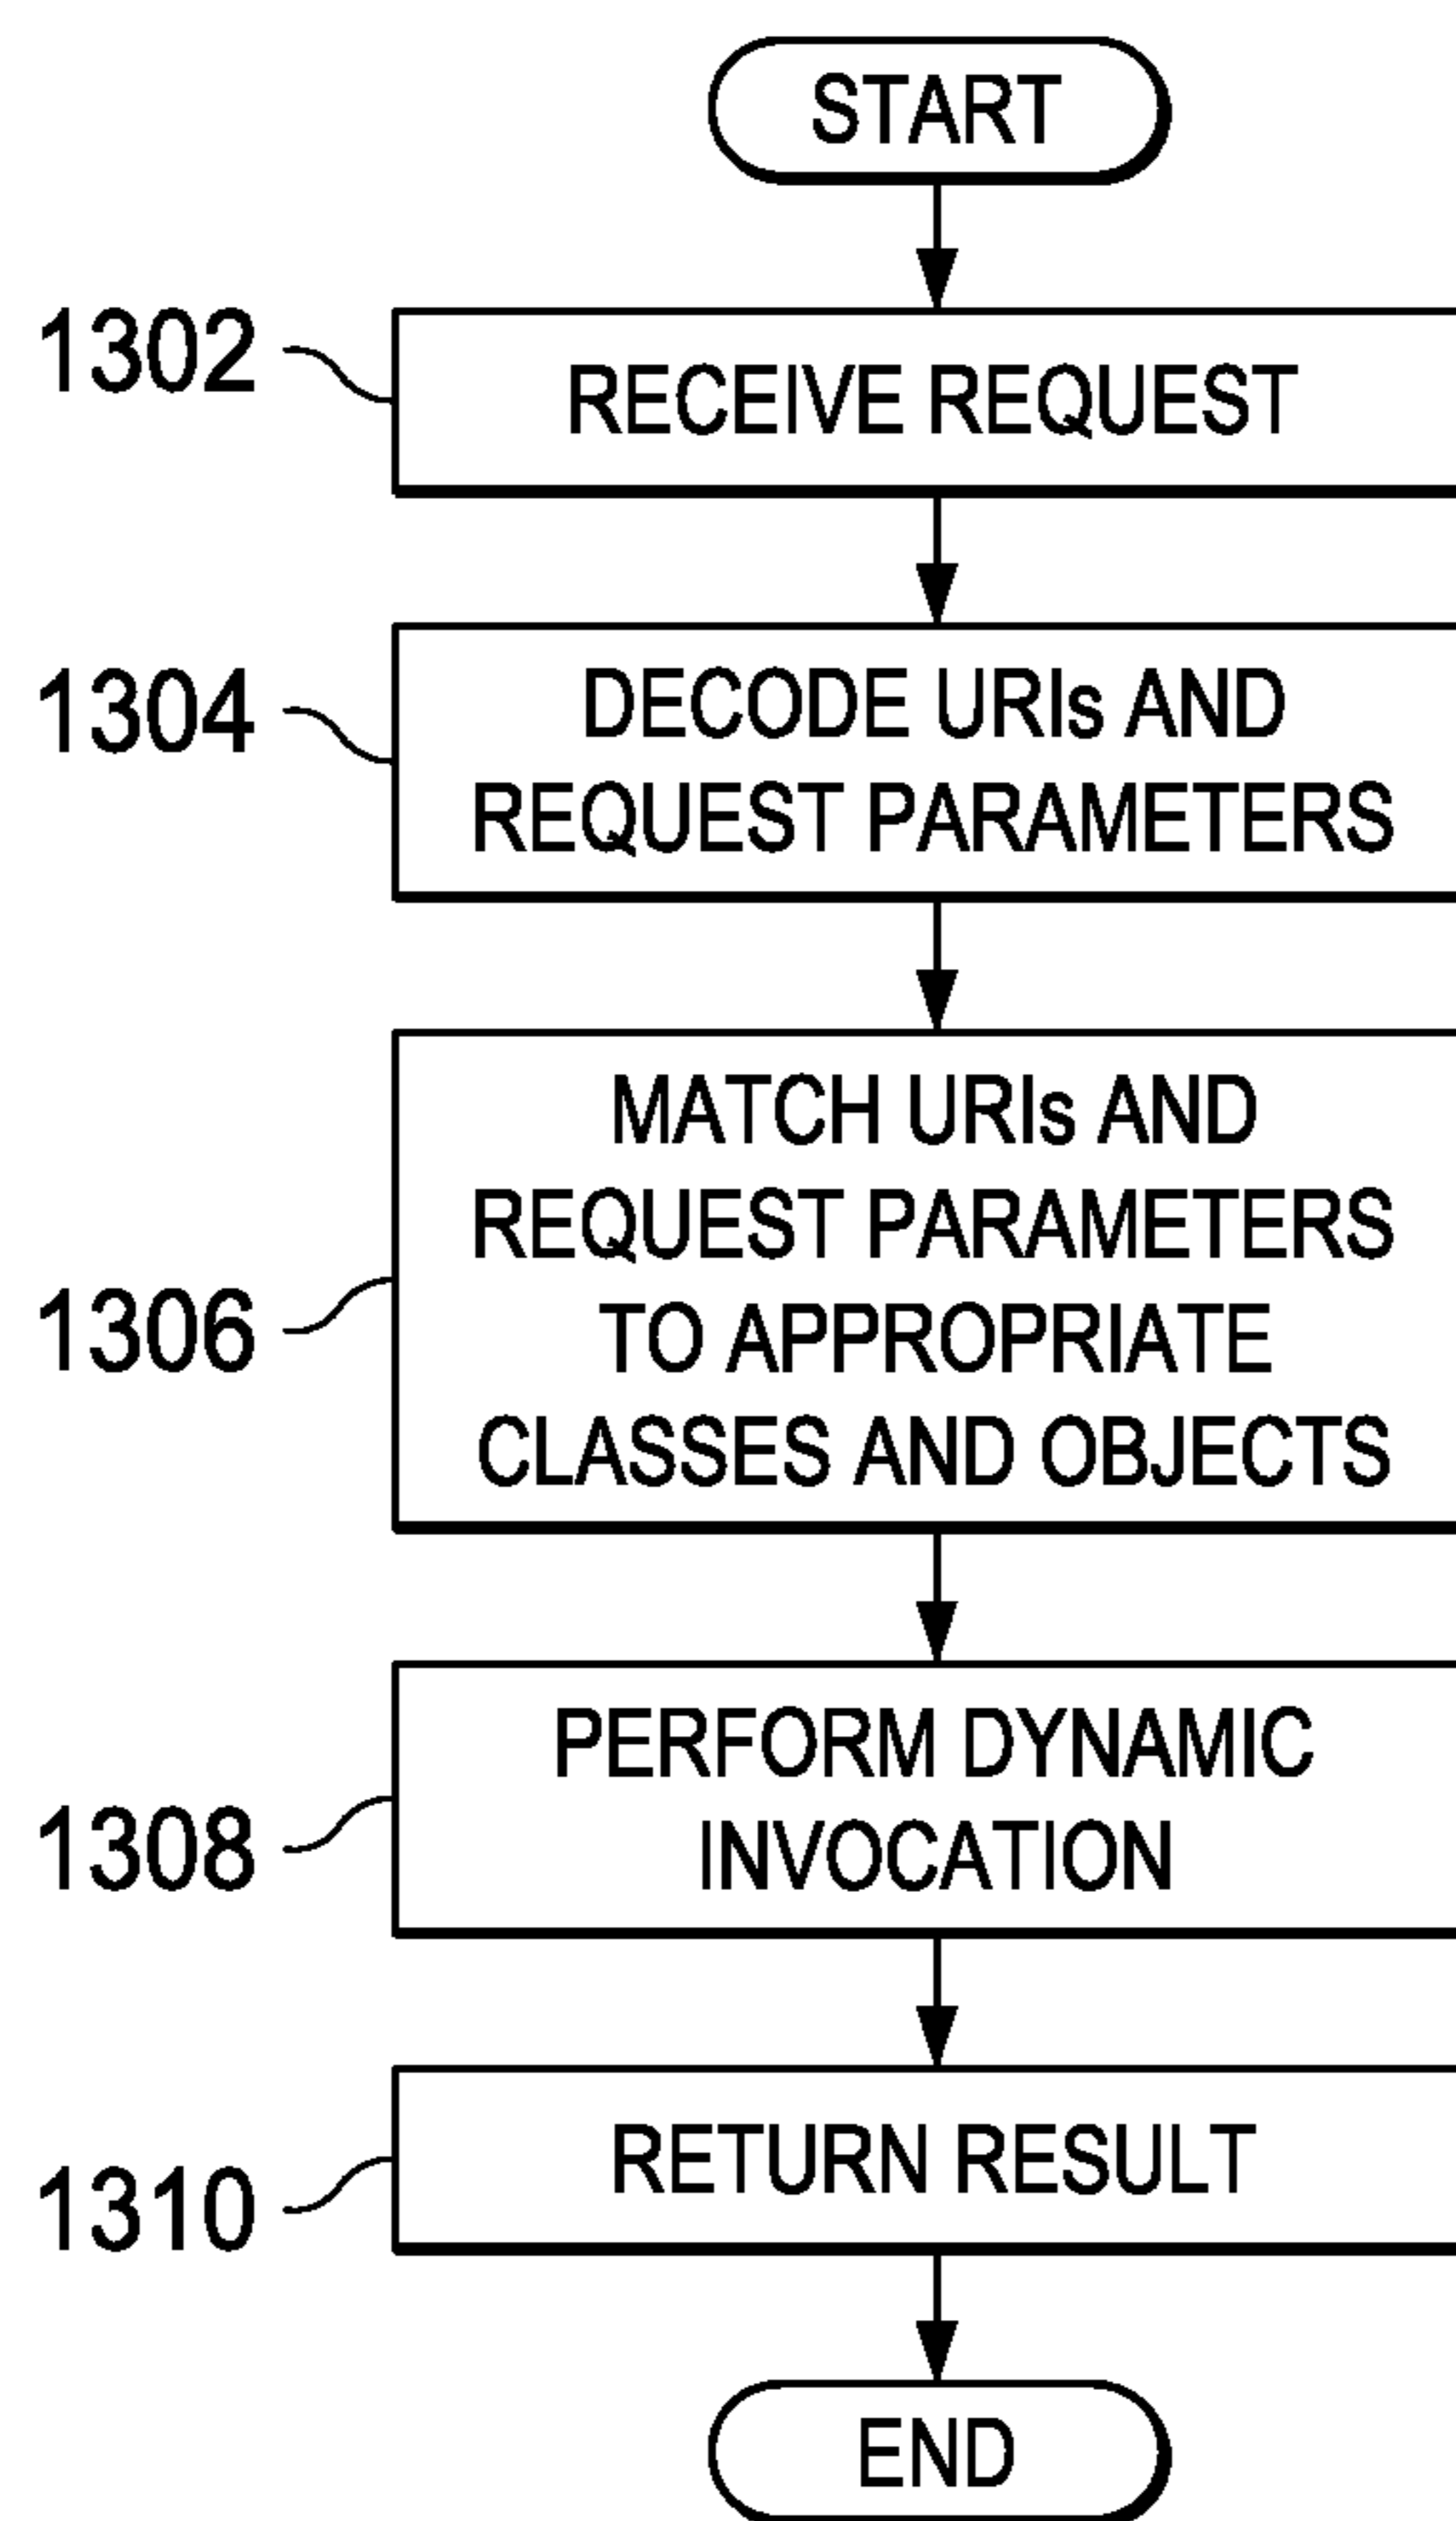 START
1302
RECEIVE REQUEST
1304
DECODE URIs AND
REQUEST PARAMETERS
1306
MATCH URIs AND
REQUEST PARAMETERS
TO APPROPRIATE
CLASSES AND OBJECTS
1308
PERFORM DYNAMIC
INVOCATION
1310
RETURN RESULT
END